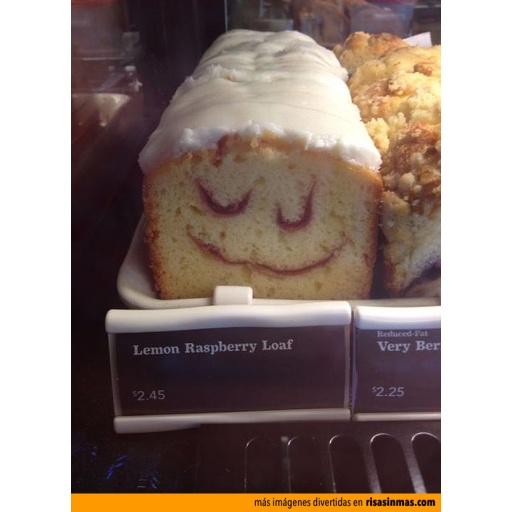 Lemon Raspberry Loaf
$2.45
Reduced-Fat
Very Ber
$2.25
más imágenes divertidas en risasinmas.com